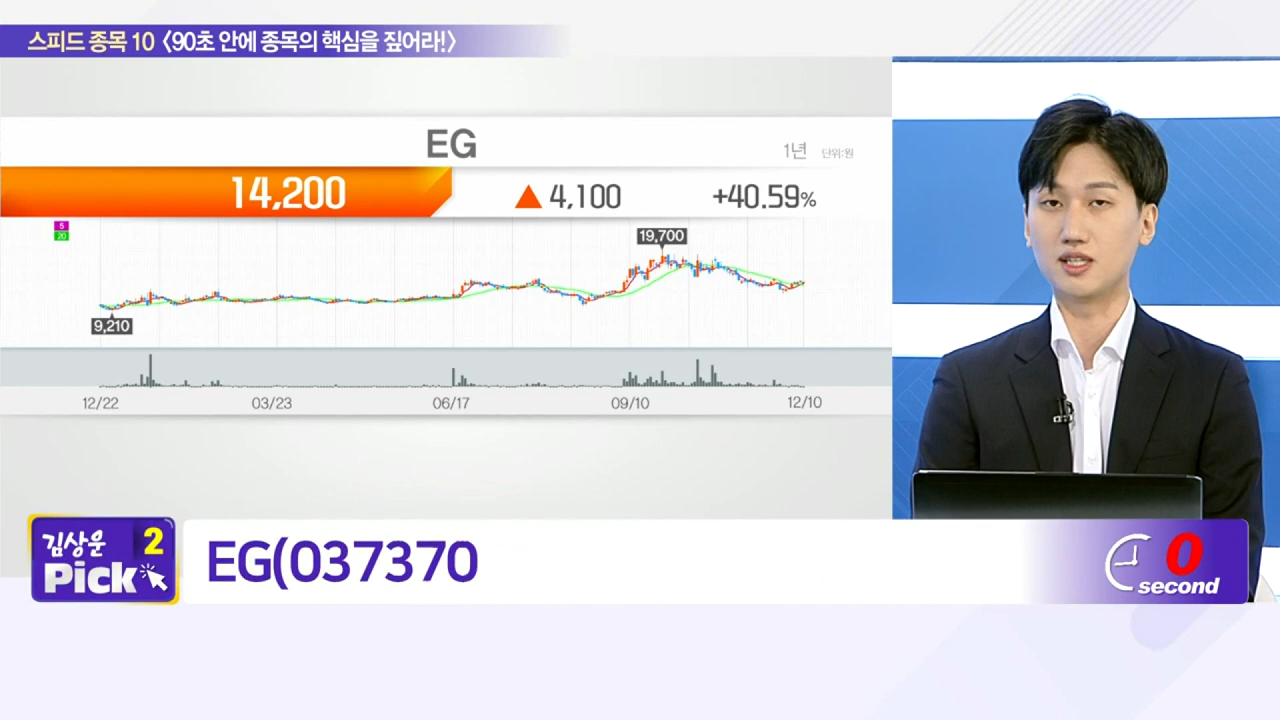 스피드 종목 10 〈90초 안에 종목의 핵심을 짚어라!〉
EG
1년 단위:원
14,200 ▲ 4,100 +40.59%
5
20
19,700
9,210
12/22 03/23 06/17 09/10 12/10
김상운 2
Pick
EG(037370
0
second